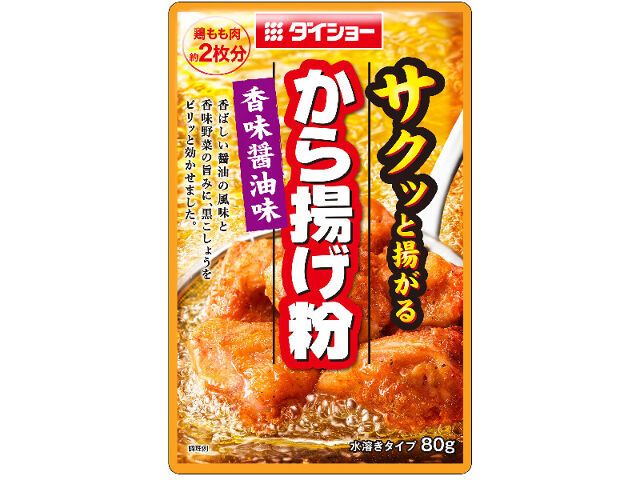 鶏もも肉
約2枚分
ダイショー
サクッと揚がる
から揚げ粉
香味醤油味
香ばしい醤油の風味と
香味野菜の旨みに、黒こしょうを
ピリッと効かせました。
調理例
水溶きタイプ 80g